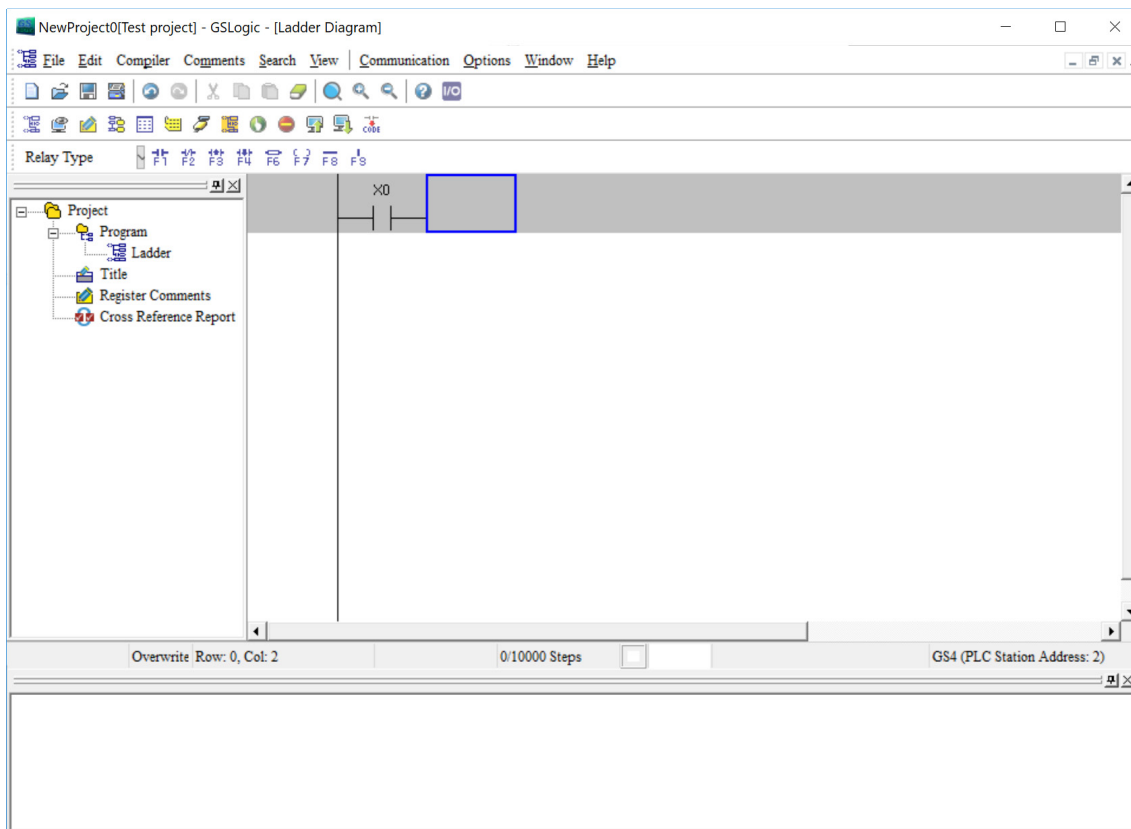 NewProject0[Test project] - GSLogic - [Ladder Diagram]
File Edit Compiler Comments Search View Communication Options Window Help
I/O
CODE
Relay Type F1 F2 F3 F4 F6 F7 F8 F9
X0
Project
Program
Ladder
Title
Register Comments
Cross Reference Report
Overwrite Row: 0, Col: 2 0/10000 Steps GS4 (PLC Station Address: 2)